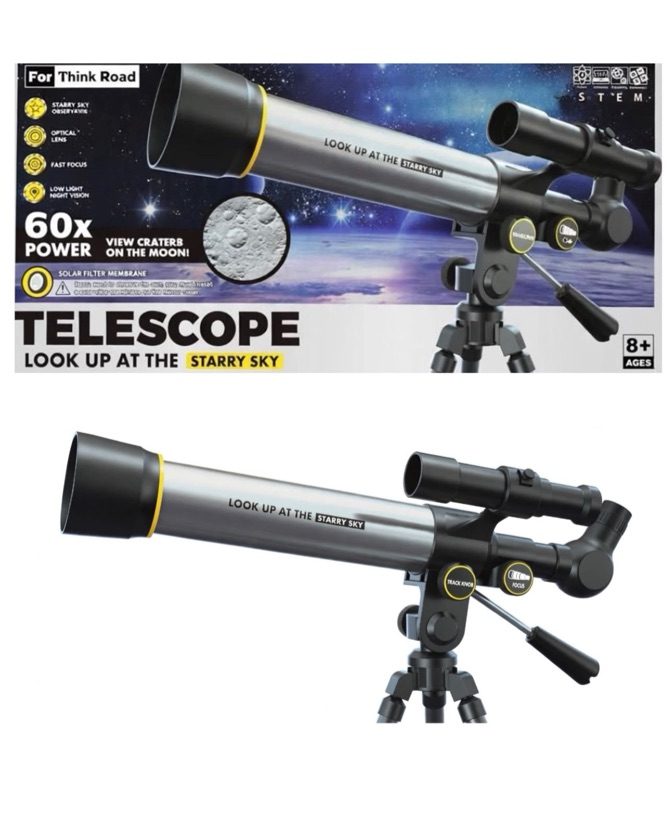 For Think Road
STEM
STARRY SKY
OPTICAL
LENS
FAST FOCUS
LOW LIGHT
NIGHT VISION
LOOK UP AT THE STARRY SKY
60x
POWER
VIEW CRATERB
ON THE MOON!
SOLAR FILTER MEMBRANE
TELESCOPE
LOOK UP AT THE STARRY SKY
8+
AGES
LOOK UP AT THE STARRY SKY
TRACK KNOB
FOCUS